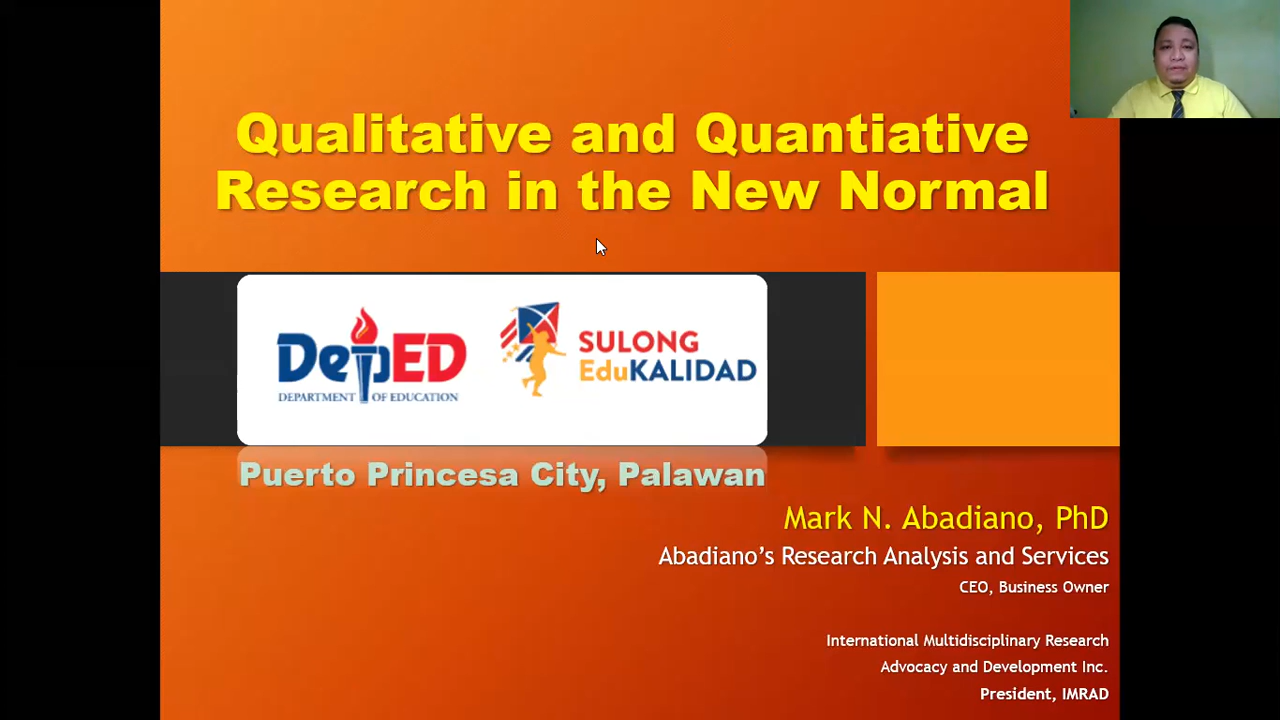 Qualitative and Quantiative
Research in the New Normal
DepED
DEPARTMENT OF EDUCATION
SULONG
EduKALIDAD
Puerto Princesa City, Palawan
Mark N. Abadiano, PhD
Abadiano’s Research Analysis and Services
CEO, Business Owner
International Multidisciplinary Research
Advocacy and Development Inc.
President, IMRAD